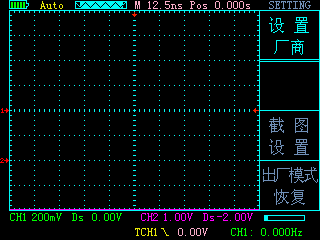 Auto M 12.5ns Pos 0.000s SETTING
设 置
厂商
截 图
设 置
出厂模式
恢复
CH1 200mV Ds 0.00V CH2 1.00V Ds-2.00V
TCH1 0.00V CH1: 0.000Hz